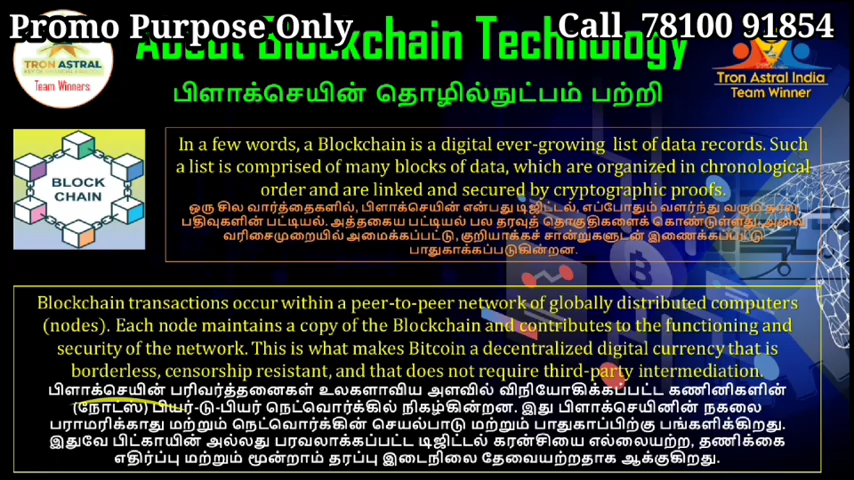 Promo Purpose Only
Call 78100 91854
About Blockchain Technology
TRON ASTRAL
Team Winners
Tron Astral India
Team Winner
பிளாக்செயின் தொழில்நுட்பம் பற்றி
BLOCK
CHAIN
In a few words, a Blockchain is a digital ever-growing list of data records. Such
a list is comprised of many blocks of data, which are organized in chronological
order and are linked and secured by cryptographic proofs.
ஒரு சில வார்த்தைகளில், பிளாக்செயின் என்பது டிஜிட்டல், எப்போதும் வளர்ந்து வரும் தரவு
பதிவுகளின் பட்டியல். அத்தகைய பட்டியல் பல தரவுத் தொகுதிகளைக் கொண்டுள்ளது, அவை
வரிசைமுறையில் அமைக்கப்பட்டு, குறியாக்கச் சான்றுகளுடன் இணைக்கப்பட்டு
பாதுகாக்கப்படுகின்றன.
Blockchain transactions occur within a peer-to-peer network of globally distributed computers
(nodes). Each node maintains a copy of the Blockchain and contributes to the functioning and
security of the network. This is what makes Bitcoin a decentralized digital currency that is
borderless, censorship resistant, and that does not require third-party intermediation.
பிளாக்செயின் பரிவர்த்தனைகள் உலகளாவிய அளவில் விநியோகிக்கப்பட்ட கணினிகளின்
(நோட்ஸ்) பியர்-டு-பியர் நெட்வொர்க்கில் நிகழ்கின்றன. இது பிளாக்செயினின் நகலை
பராமரிக்காது மற்றும் நெட்வொர்க்கின் செயல்பாடு மற்றும் பாதுகாப்பிற்கு பங்களிக்கிறது.
இதுவே பிட்காயின் அல்லது பரவலாக்கப்பட்ட டிஜிட்டல் கரன்சியை எல்லையற்ற, தணிக்கை
எதிர்ப்பு மற்றும் மூன்றாம் தரப்பு இடைநிலை தேவையற்றதாக ஆக்குகிறது.